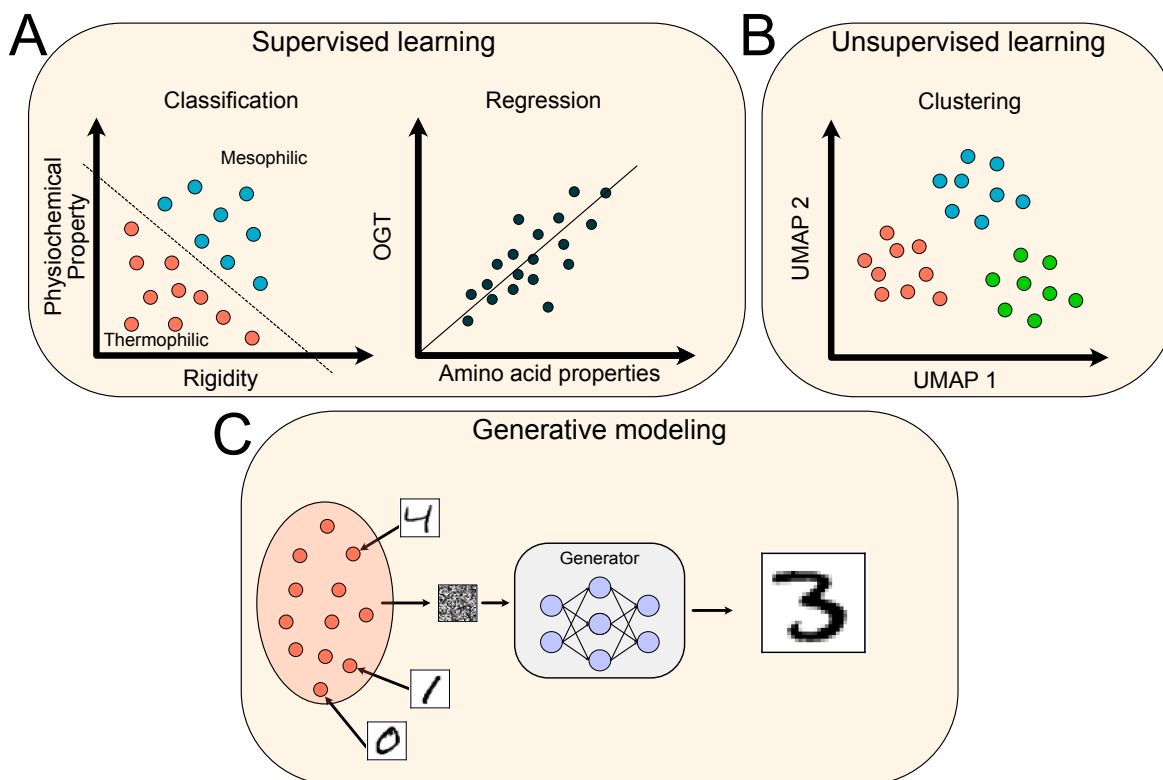 A
Supervised learning
Classification
Regression
Physiochemical
Property
Mesophilic
Thermophilic
Rigidity
OGT
Amino acid properties
B
Unsupervised learning
Clustering
UMAP 2
UMAP 1
C
Generative modeling
4
1
0
Generator
3